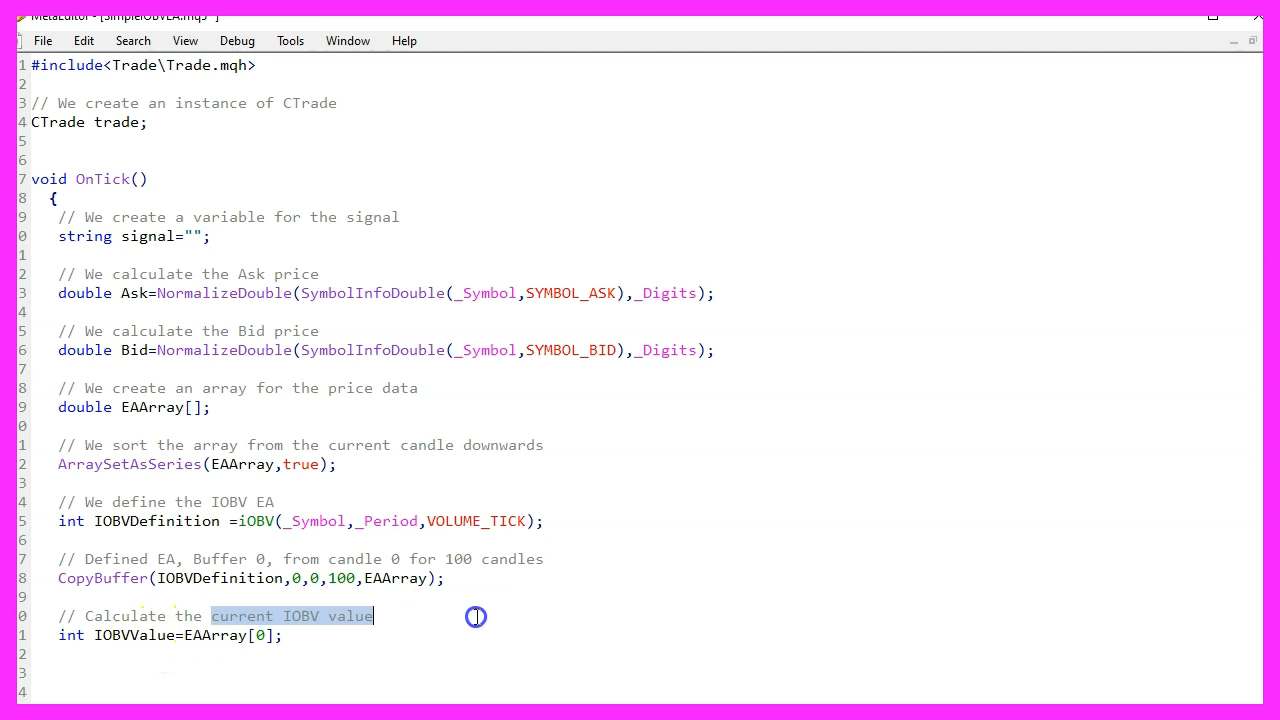 MetaEditor - [SimpleIOBVEA.mq5 *]
File Edit Search View Debug Tools Window Help
1 #include<Trade\Trade.mqh>
2
3 // We create an instance of CTrade
4 CTrade trade;
5
6
7 void OnTick()
8 {
9 // We create a variable for the signal
0 string signal="";
1
2 // We calculate the Ask price
3 double Ask=NormalizeDouble(SymbolInfoDouble(_Symbol,SYMBOL_ASK),_Digits);
4
5 // We calculate the Bid price
6 double Bid=NormalizeDouble(SymbolInfoDouble(_Symbol,SYMBOL_BID),_Digits);
7
8 // We create an array for the price data
9 double EAArray[];
0
1 // We sort the array from the current candle downwards
2 ArraySetAsSeries(EAArray,true);
3
4 // We define the IOBV EA
5 int IOBVDefinition =iOBV(_Symbol,_Period,VOLUME_TICK);
6
7 // Defined EA, Buffer 0, from candle 0 for 100 candles
8 CopyBuffer(IOBVDefinition,0,0,100,EAArray);
9
0 // Calculate the current IOBV value
1 int IOBVValue=EAArray[0];
2
3
4